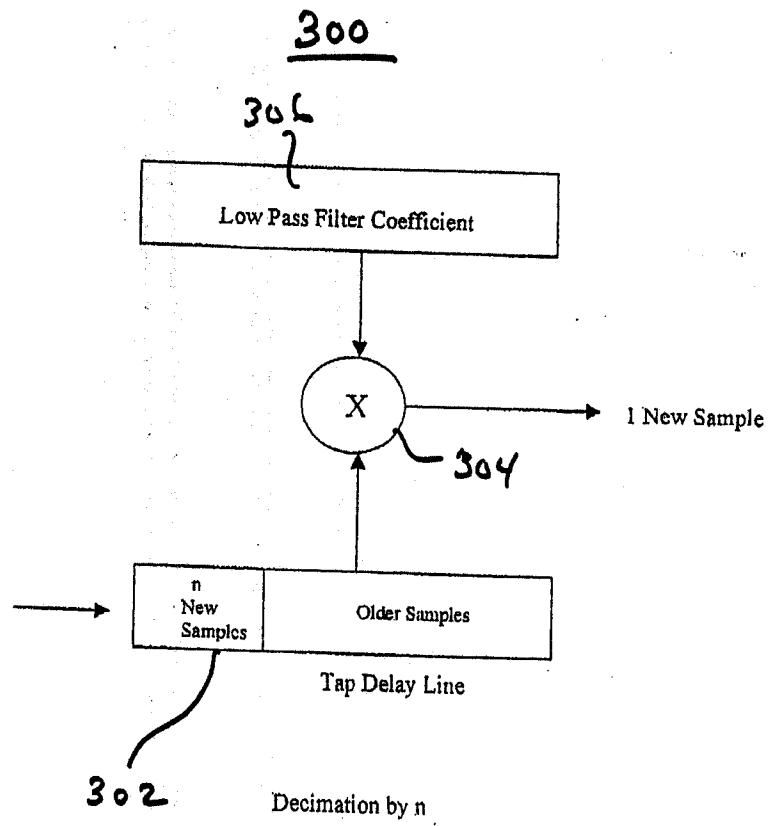 300
306
Low Pass Filter Coefficient
X
1 New Sample
304
n
New
Samples
Older Samples
Tap Delay Line
302
Decimation by n